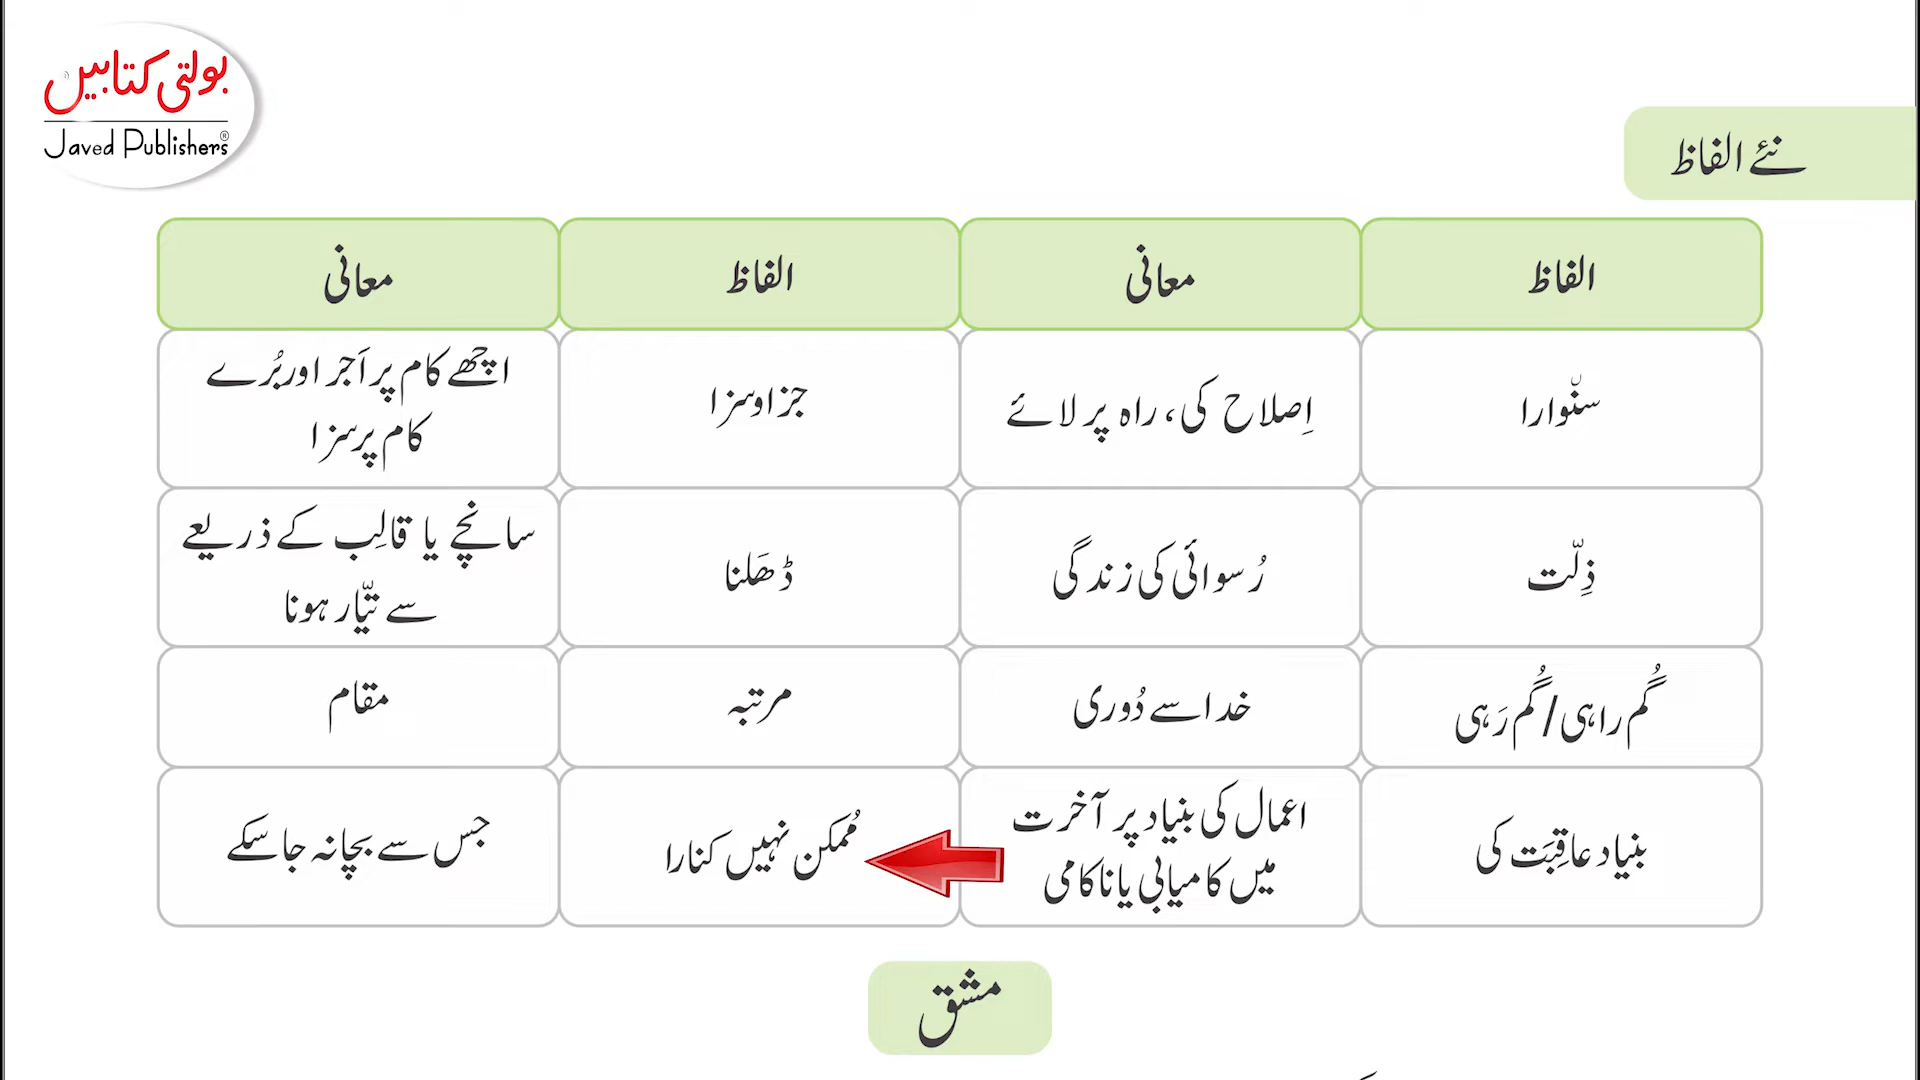 بولتی کتابیں
Javed Publishers®
نئے الفاظ
الفاظ
معانی
الفاظ
معانی
سنْوارا
اِصلاح کی، راہ پر لائے
جزا و سزا
اچھے کام پر اَجر اور بُرے
کام پر سزا
ذِلّت
رُسوائی کی زندگی
ڈھَلنا
سانچے یا قالِب کے ذریعے
سے تیّار ہونا
گُم راہی/گُم رَہی
خدا سے دُوری
مرتبہ
مقام
بنیاد عاقِبَت کی
اعمال کی بنیاد پر آخرت
میں کامیابی یا ناکامی
مُمکن نہیں کنارا
جس سے بچا نہ جا سکے
مشق